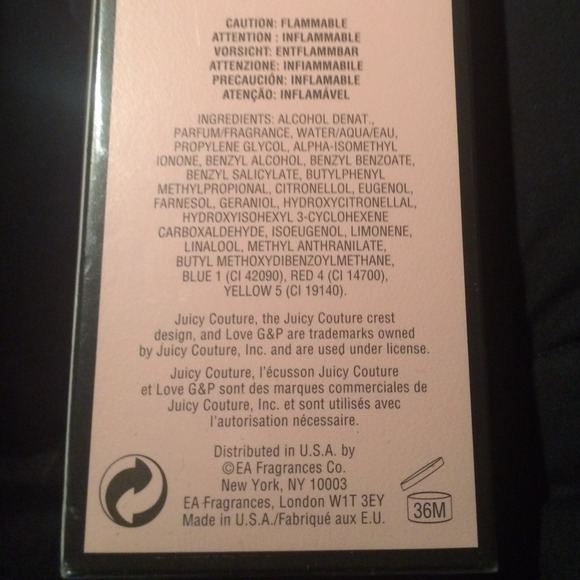 CAUTION: FLAMMABLE
ATTENTION : INFLAMMABLE
VORSICHT: ENTFLAMMBAR
ATTENZIONE: INFIAMMABILE
PRECAUCIÓN: INFLAMABLE
ATENÇÃO: INFLAMÁVEL
INGREDIENTS: ALCOHOL DENAT.,
PARFUM/FRAGRANCE, WATER/AQUA/EAU,
PROPYLENE GLYCOL, ALPHA-ISOMETHYL
IONONE, BENZYL ALCOHOL, BENZYL BENZOATE,
BENZYL SALICYLATE, BUTYLPHENYL
METHYLPROPIONAL, CITRONELLOL, EUGENOL,
FARNESOL, GERANIOL, HYDROXYCITRONELLAL,
HYDROXYISOHEXYL 3-CYCLOHEXENE
CARBOXALDEHYDE, ISOEUGENOL, LIMONENE,
LINALOOL, METHYL ANTHRANILATE,
BUTYL METHOXYDIBENZOYLMETHANE,
BLUE 1 (CI 42090), RED 4 (CI 14700),
YELLOW 5 (CI 19140).
Juicy Couture, the Juicy Couture crest
design, and Love G&P are trademarks owned
by Juicy Couture, Inc. and are used under license.
Juicy Couture, l'écusson Juicy Couture
et Love G&P sont des marques commerciales de
Juicy Couture, Inc. et sont utilisés avec
l'autorisation nécessaire.
Distributed in U.S.A. by
©EA Fragrances Co.
New York, NY 10003
EA Fragrances, London W1T 3EY
Made in U.S.A./Fabriqué aux E.U.
36M